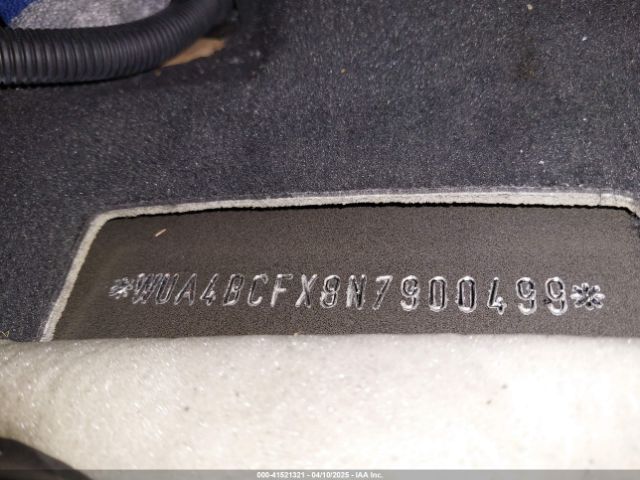 *WUA4BCFX8N7900499*
000-41521321 - 04/10/2025 - IAA Inc.